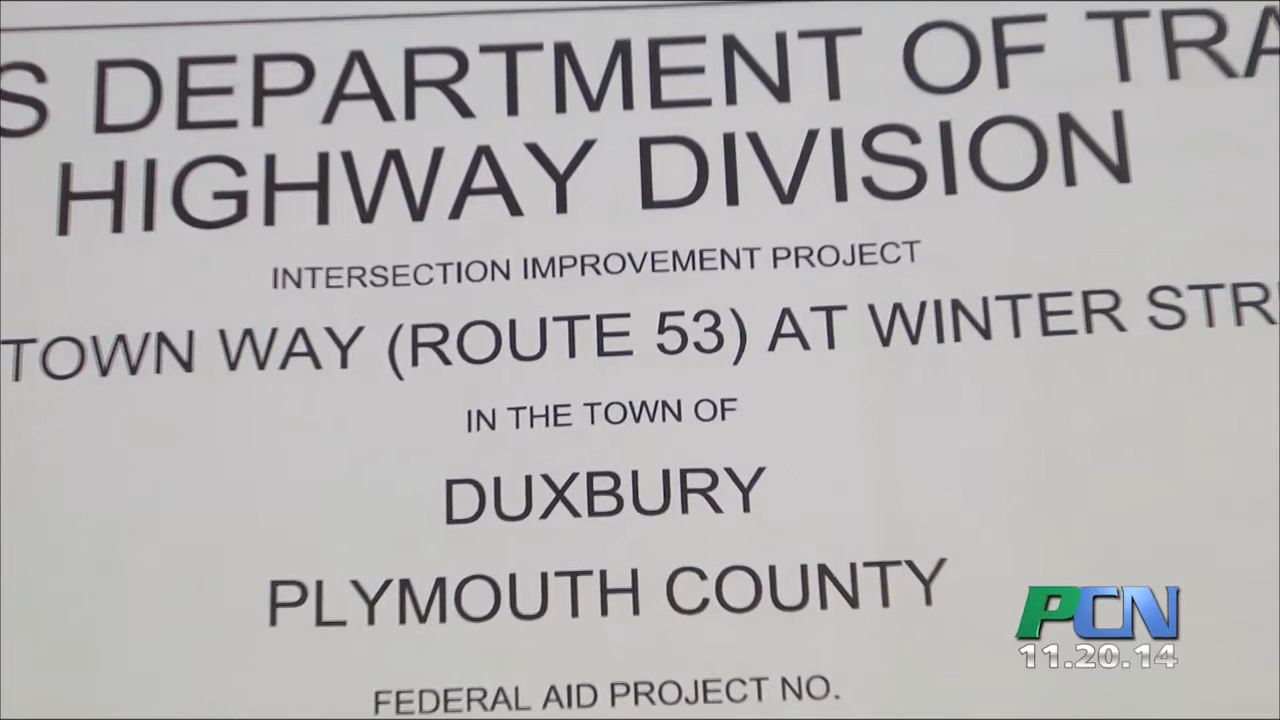 S DEPARTMENT OF TRA
HIGHWAY DIVISION
INTERSECTION IMPROVEMENT PROJECT
TOWN WAY (ROUTE 53) AT WINTER STR
IN THE TOWN OF
DUXBURY
PLYMOUTH COUNTY
FEDERAL AID PROJECT NO.
PCN
11.20.14